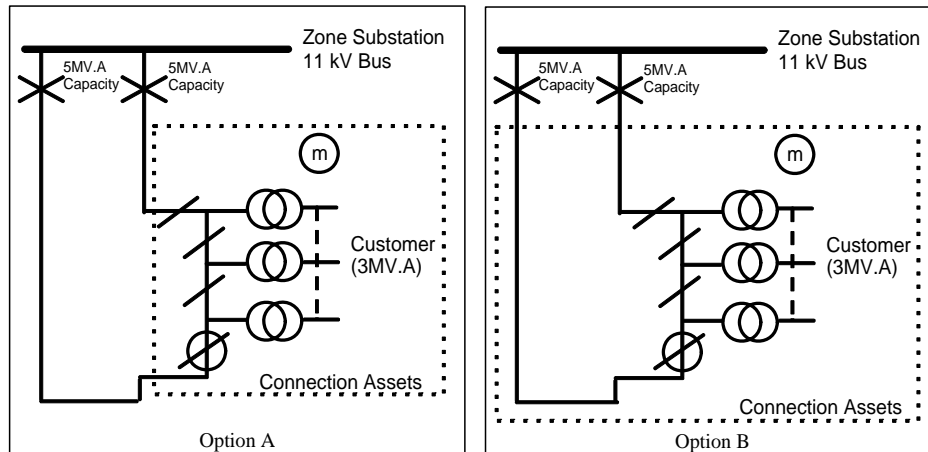 Zone Substation
11 kV Bus
5MV.A
Capacity
5MV.A
Capacity
m
Customer
(3MV.A)
Connection Assets
Option A
Zone Substation
11 kV Bus
5MV.A
Capacity
5MV.A
Capacity
m
Customer
(3MV.A)
Connection Assets
Option B